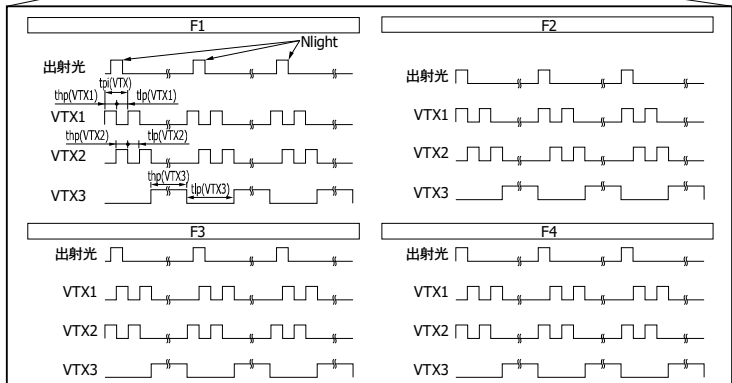 F1
Nlight
出射光
tpi(VTX)
thp(VTX1)
tlp(VTX1)
VTX1
thp(VTX2)
tlp(VTX2)
VTX2
thp(VTX3)
tlp(VTX3)
VTX3
F2
出射光
VTX1
VTX2
VTX3
F3
出射光
VTX1
VTX2
VTX3
F4
出射光
VTX1
VTX2
VTX3